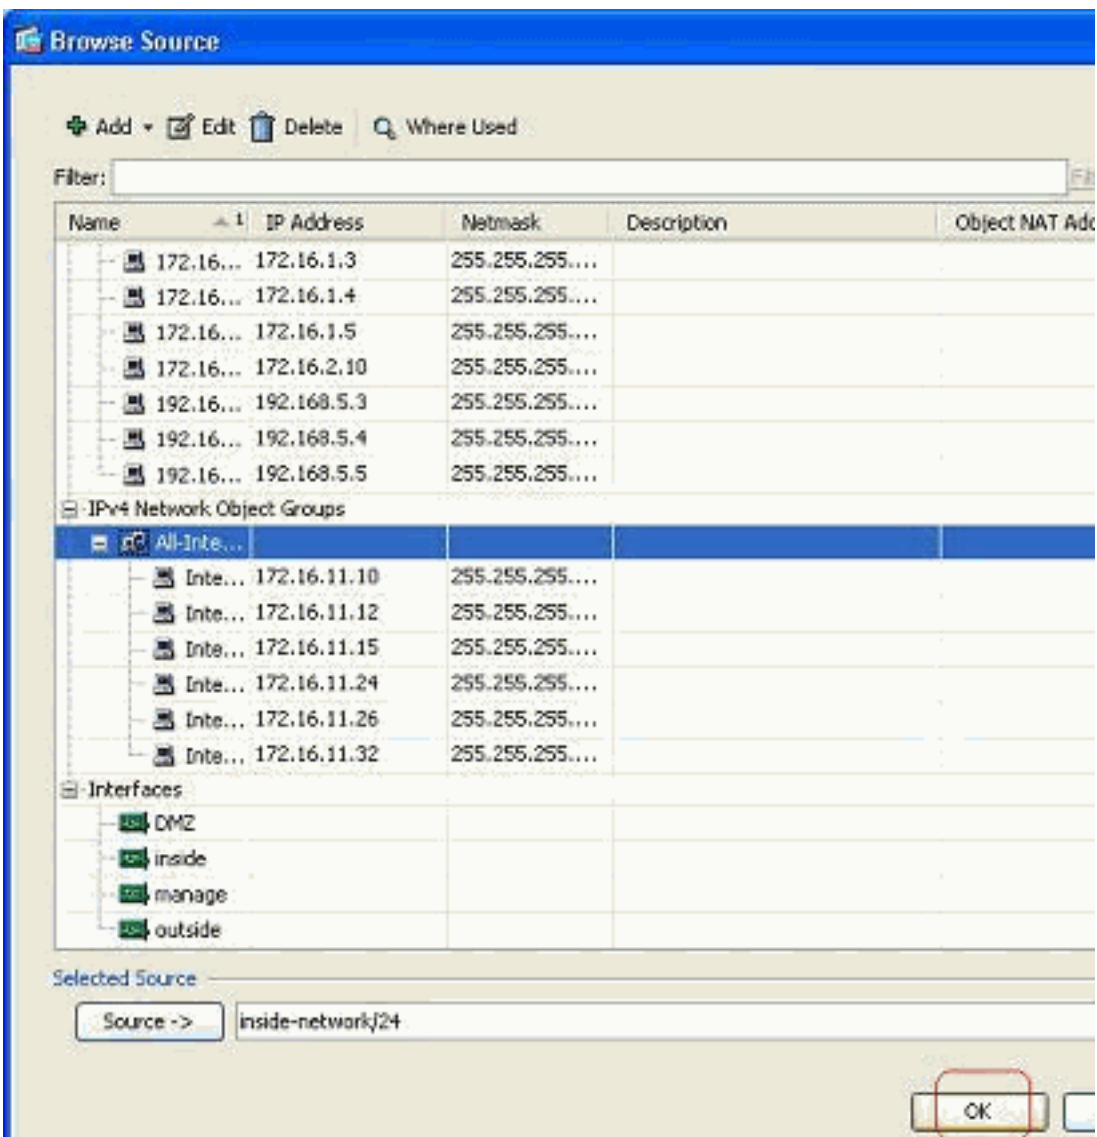 Browse Source
Add Edit Delete Where Used
Filter:
Name 1 IP Address Netmask Description Object NAT Add
172.16... 172.16.1.3 255.255.255....
172.16... 172.16.1.4 255.255.255....
172.16... 172.16.1.5 255.255.255....
172.16... 172.16.2.10 255.255.255....
192.16... 192.168.5.3 255.255.255....
192.16... 192.168.5.4 255.255.255....
192.16... 192.168.5.5 255.255.255....
IPv4 Network Object Groups
All-Inte...
Inte... 172.16.11.10 255.255.255....
Inte... 172.16.11.12 255.255.255....
Inte... 172.16.11.15 255.255.255....
Inte... 172.16.11.24 255.255.255....
Inte... 172.16.11.26 255.255.255....
Inte... 172.16.11.32 255.255.255....
Interfaces
DMZ
inside
manage
outside
Selected Source
Source -> inside-network/24
OK